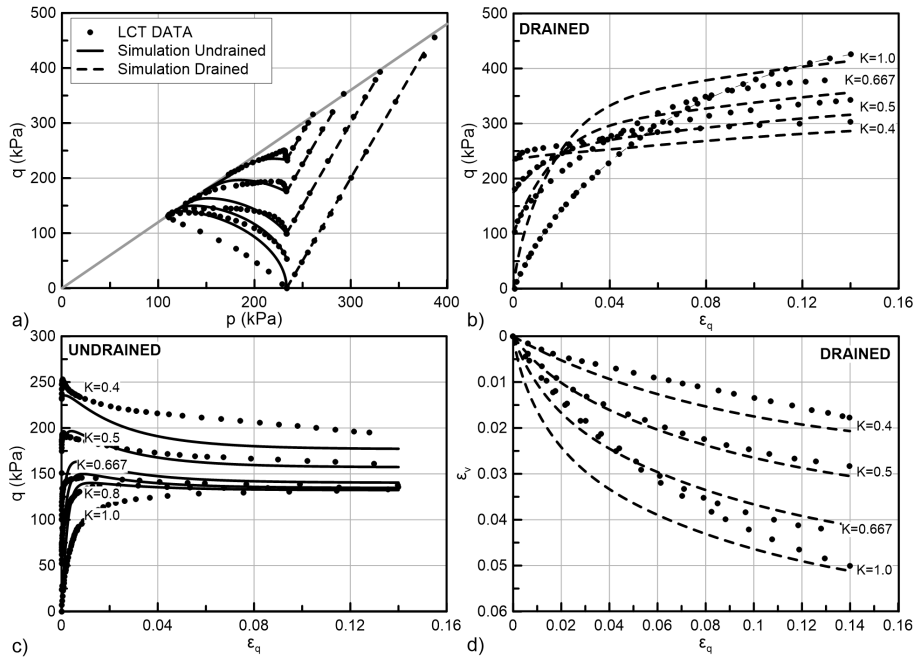 500
400
300
200
100
0
q (kPa)
LCT DATA
Simulation Undrained
Simulation Drained
0
100
200
300
400
p (kPa)
a)
DRAINED
500
400
300
200
100
0
q (kPa)
K=1.0
K=0.667
K=0.5
K=0.4
0
0.04
0.08
0.12
0.16
εq
b)
UNDRAINED
300
250
200
150
100
50
0
q (kPa)
K=0.4
K=0.5
K=0.667
K=0.8
K=1.0
0
0.04
0.08
0.12
0.16
εq
c)
DRAINED
0
0.01
0.02
0.03
0.04
0.05
0.06
εv
K=0.4
K=0.5
K=0.667
K=1.0
0
0.02
0.04
0.06
0.08
0.10
0.12
0.14
0.16
εq
d)